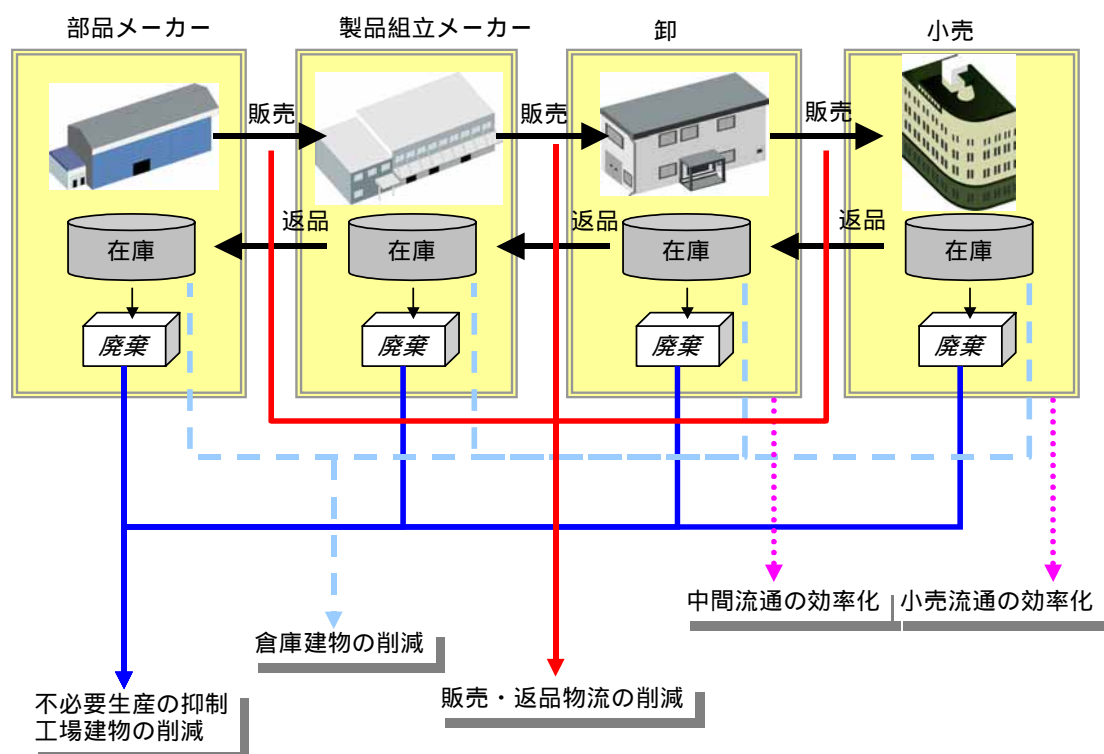 部品メーカー
製品組立メーカー
卸
小売
販売
販売
販売
返品
返品
返品
在庫
在庫
在庫
在庫
廃棄
廃棄
廃棄
廃棄
中間流通の効率化
小売流通の効率化
倉庫建物の削減
販売・返品物流の削減
不必要生産の抑制
工場建物の削減